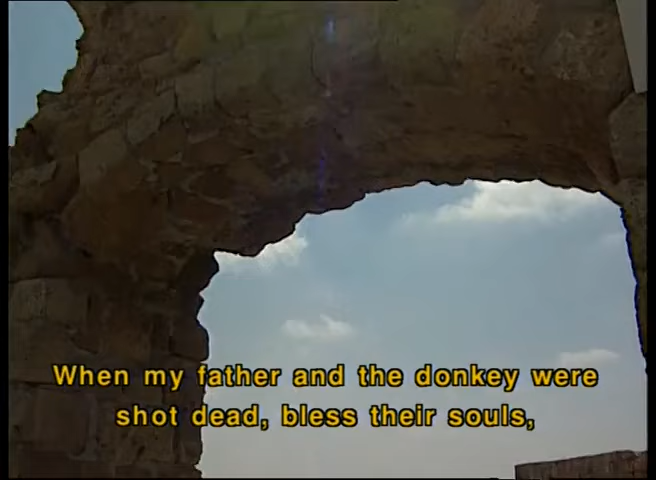 When my father and the donkey were
shot dead, bless their souls,